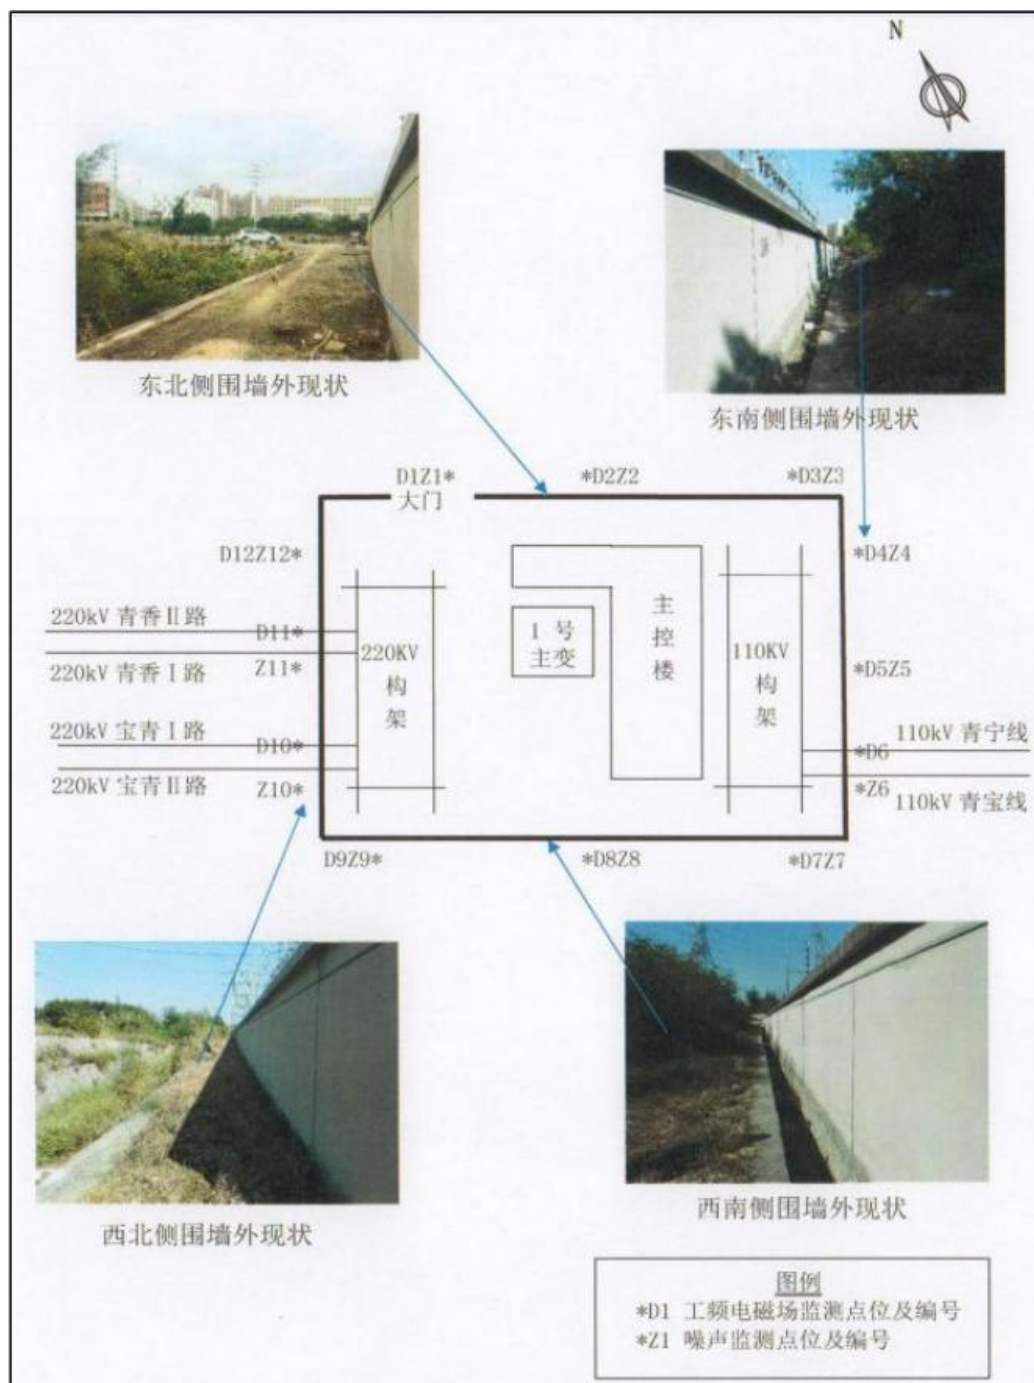 N
东北侧围墙外现状
东南侧围墙外现状
D1Z1*
*D2Z2
*D3Z3
大门
D12Z12*
*D4Z4
220kV 青香Ⅱ路
D11*
220kV 青香Ⅰ路
Z11*
220KV
构
架
1 号
主变
主
控
楼
110KV
构
架
*D5Z5
220kV 宝青Ⅰ路
D10*
220kV 宝青Ⅱ路
Z10*
110kV 青宁线
*D6
*Z6
110kV 青宝线
D9Z9*
*D8Z8
*D7Z7
西北侧围墙外现状
西南侧围墙外现状
图例
*D1 工频电磁场监测点位及编号
*Z1 噪声监测点位及编号